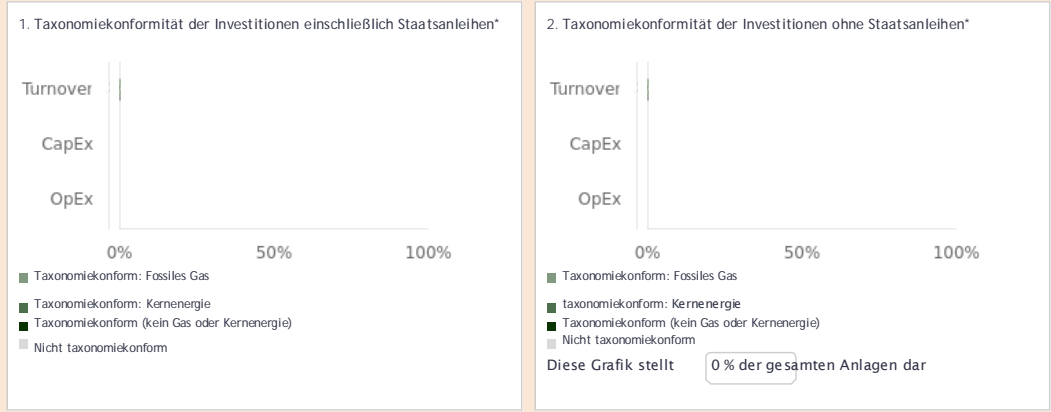 1. Taxonomiekonformität der Investitionen einschließlich Staatsanleihen*
Turnover
CapEx
OpEx
0% 50% 100%
Taxonomiekonform: Fossiles Gas
Taxonomiekonform: Kernenergie
Taxonomiekonform (kein Gas oder Kernenergie)
Nicht taxonomiekonform
2. Taxonomiekonformität der Investitionen ohne Staatsanleihen*
Turnover
CapEx
OpEx
0% 50% 100%
Taxonomiekonform: Fossiles Gas
taxonomiekonform: Kernenergie
Taxonomiekonform (kein Gas oder Kernenergie)
Nicht taxonomiekonform
Diese Grafik stellt 0 % der gesamten Anlagen dar